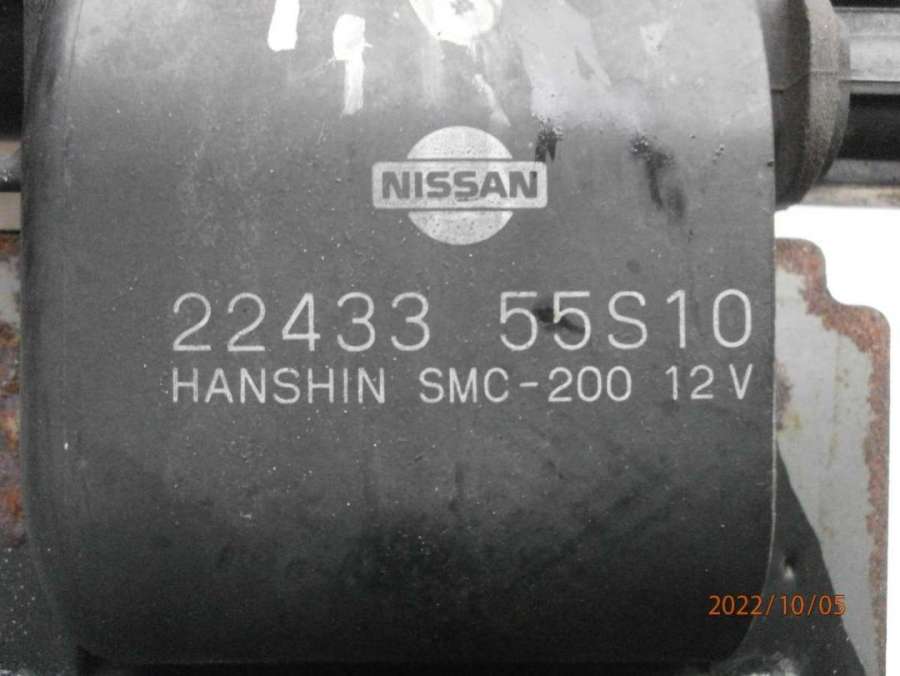 NISSAN
22433 55S10
HANSHIN SMC-200 12V
2022/10/05